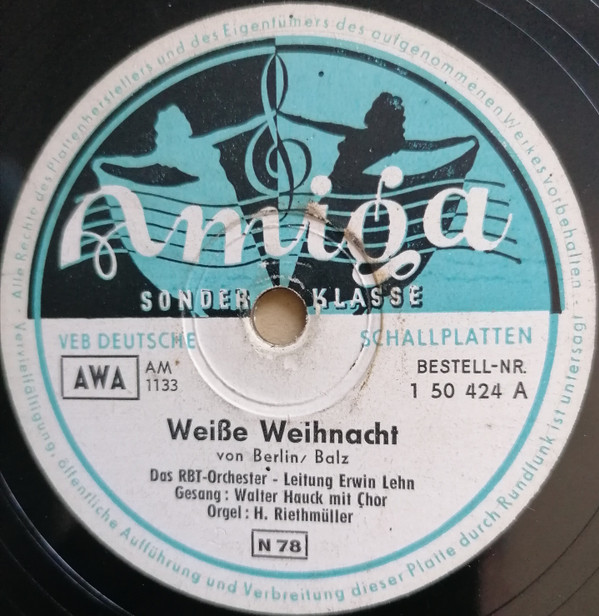 - Alle Rechte des Plattenherstellers und des Eigentümers des aufgenommenen Werkes vorbehalten -
Amiga
SONDER KLASSE
VEB DEUTSCHE SCHALLPLATTEN
AWA
AM
1133
BESTELL-NR.
1 50 424 A
Weiße Weihnacht
von Berlin/ Balz
Das RBT-Orchester - Leitung Erwin Lehn
Gesang: Walter Hauck mit Chor
Orgel: H. Riethmüller
N 78
Vervielfältigung, öffentliche Aufführung und Verbreitung dieser Platte durch Rundfunk ist untersagt